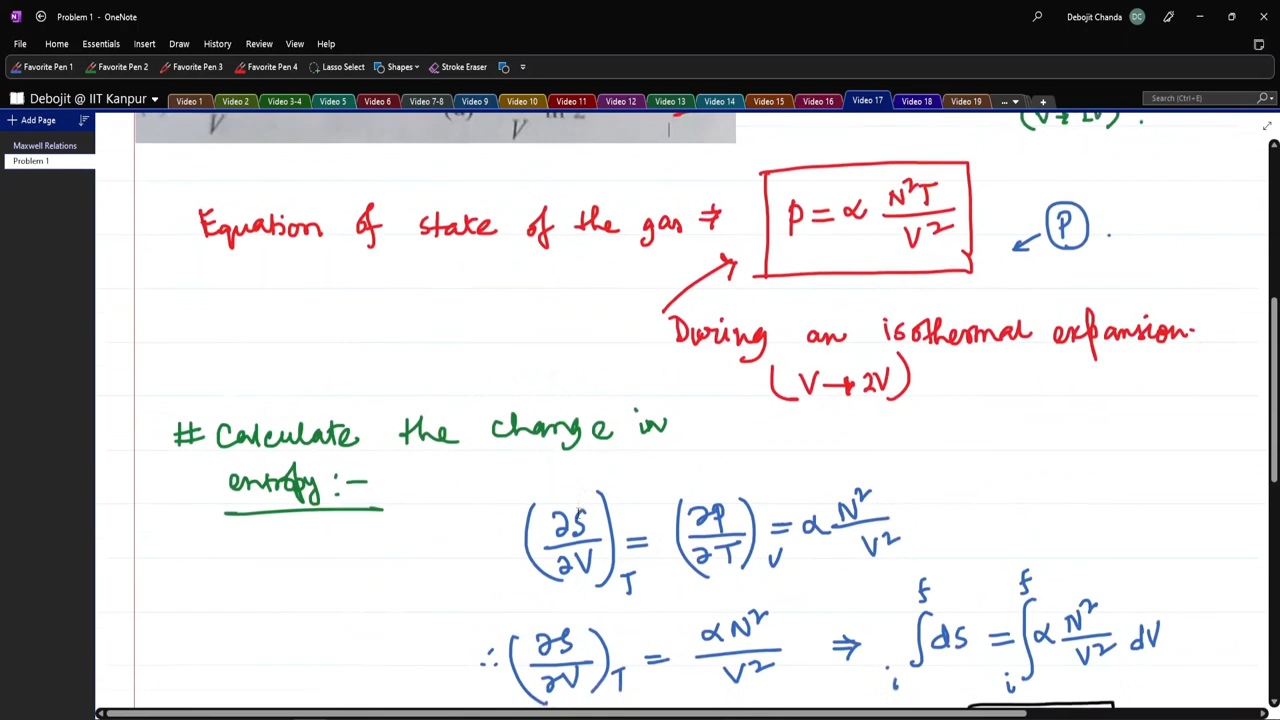 Problem 1 - OneNote
Debojit Chanda DC
File Home Essentials Insert Draw History Review View Help
Favorite Pen 1 Favorite Pen 2 Favorite Pen 3 Favorite Pen 4 Lasso Select Shapes Stroke Eraser
Debojit @ IIT Kanpur Video 1 Video 2 Video 3-4 Video 5 Video 6 Video 7-8 Video 9 Video 10 Video 11 Video 12 Video 13 Video 14 Video 15 Video 16 Video 17 Video 18 Video 19 ... Search (Ctrl+E)
Add Page
Maxwell Relations
Problem 1
V V
(V→2V).
Equation of state of the gas ⇒ P = α N²T/V² P.
During an isothermal expansion.
(V→2V)
# Calculate the change in
entropy :-
(∂S/∂V)_T = (∂P/∂T)_V = α N²/V²
∴ (∂S/∂V)_T = αN²/V² ⇒ ∫_i^f dS = ∫_i^f α N²/V² dV